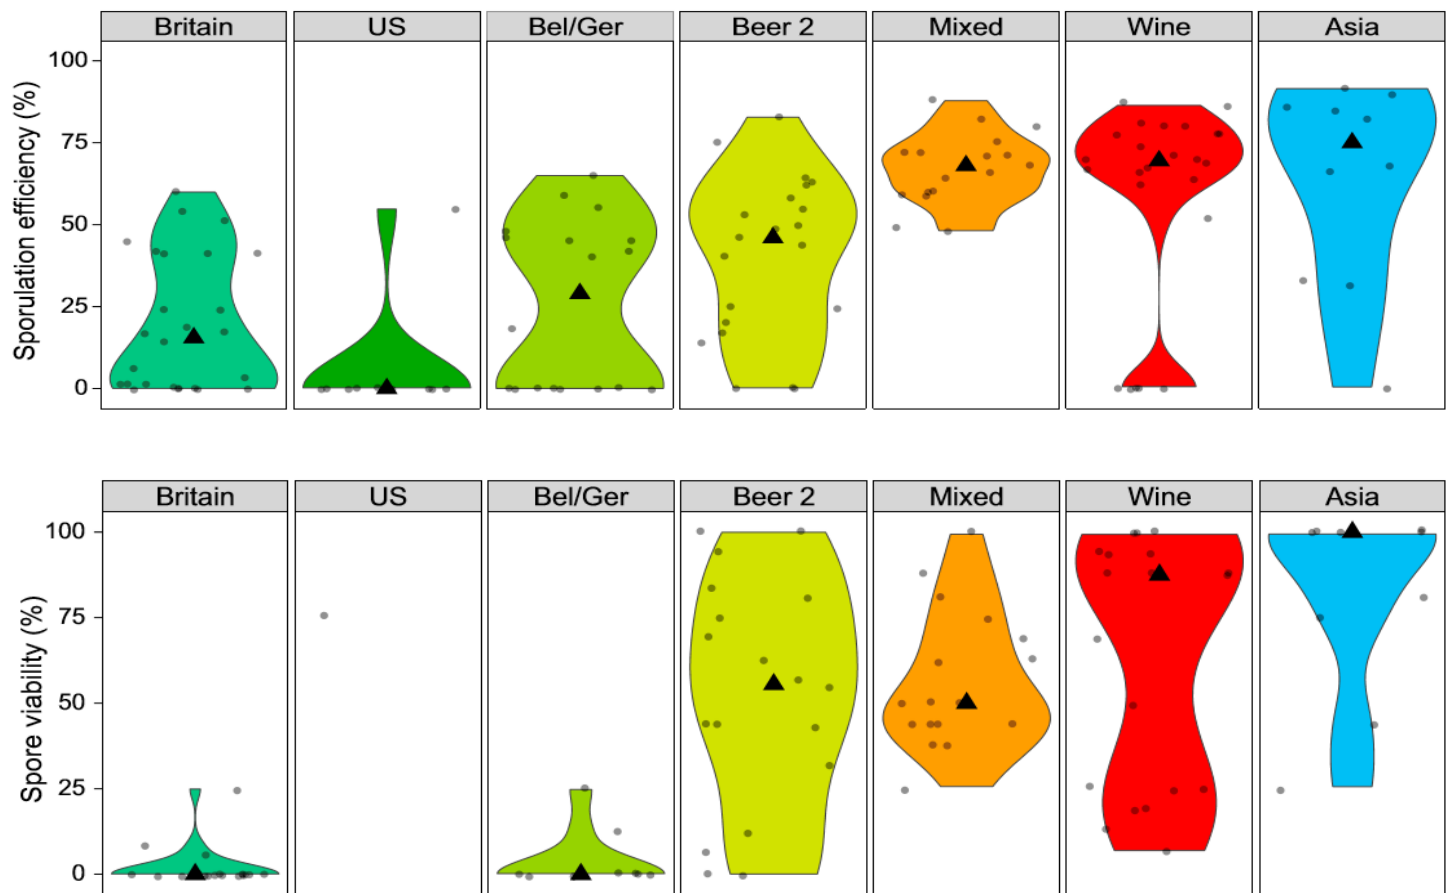 Britain US Bel/Ger Beer 2 Mixed Wine Asia
Sporulation efficiency (%)
100
75
50
25
0
Britain US Bel/Ger Beer 2 Mixed Wine Asia
Spore viability (%)
100
75
50
25
0